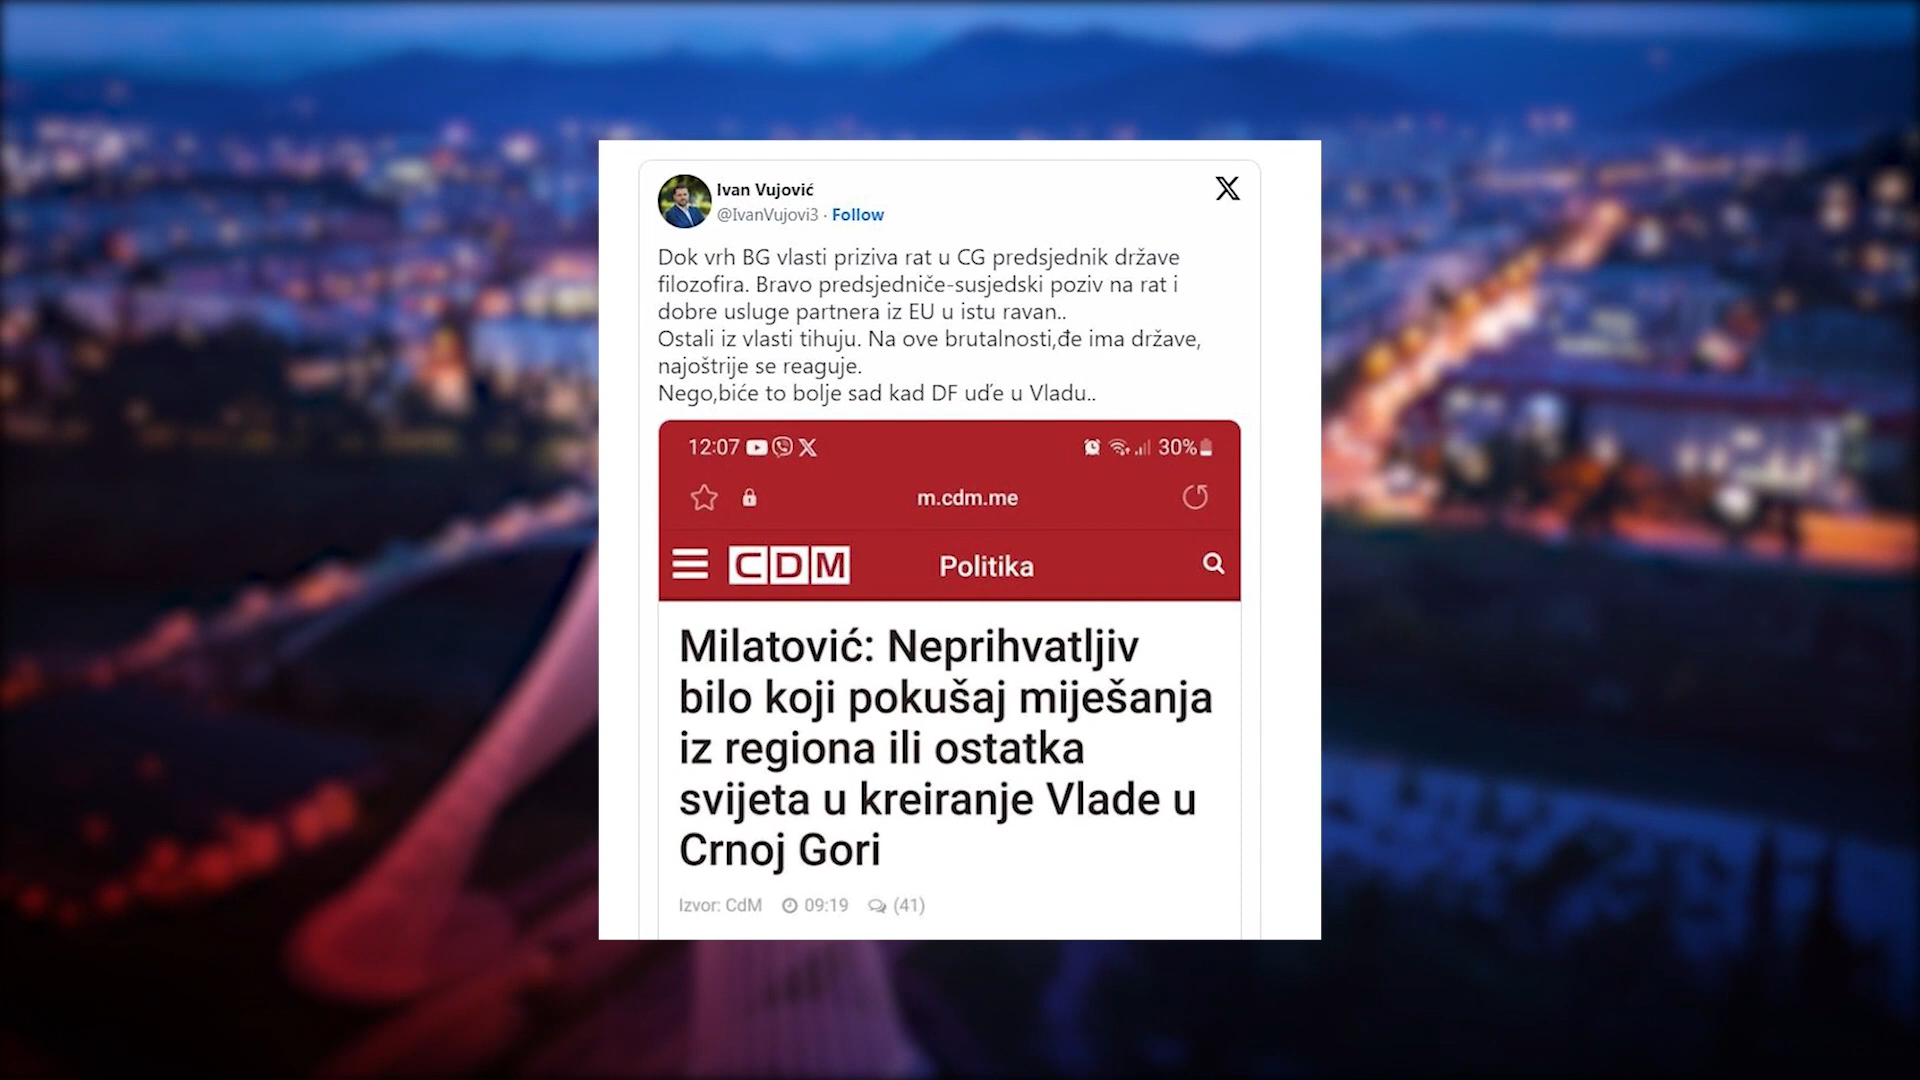 Ivan Vujović
@IvanVujovi3 · Follow
Dok vrh BG vlasti priziva rat u CG predsjednik države
filozofira. Bravo predsjedniče-susjedski poziv na rat i
dobre usluge partnera iz EU u istu ravan..
Ostali iz vlasti tihuju. Na ove brutalnosti,đe ima države,
najoštrije se reaguje.
Nego,biće to bolje sad kad DF uđe u Vladu..
12:07 30%
m.cdm.me
CDM Politika
Milatović: Neprihvatljiv
bilo koji pokušaj miješanja
iz regiona ili ostatka
svijeta u kreiranje Vlade u
Crnoj Gori
Izvor: CdM 09:19 (41)